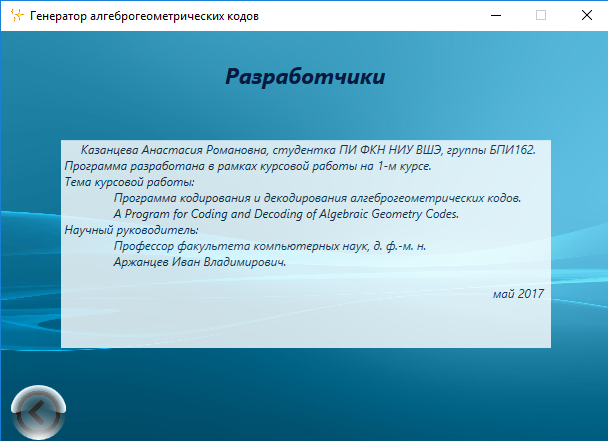 Генератор алгеброгеометрических кодов
Разработчики
Казанцева Анастасия Романовна, студентка ПИ ФКН НИУ ВШЭ, группы БПИ162.
Программа разработана в рамках курсовой работы на 1-м курсе.
Тема курсовой работы:
Программа кодирования и декодирования алгеброгеометрических кодов.
A Program for Coding and Decoding of Algebraic Geometry Codes.
Научный руководитель:
Профессор факультета компьютерных наук, д. ф.-м. н.
Аржанцев Иван Владимирович.
май 2017